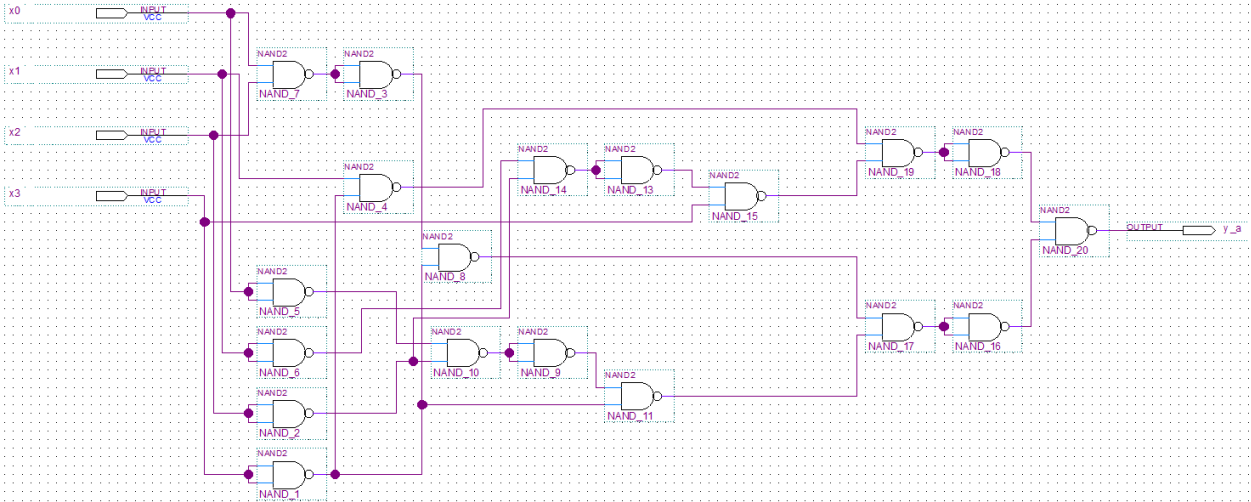 x0
INPUT
VCC
x1
INPUT
VCC
x2
INPUT
VCC
x3
INPUT
VCC
NAND2
NAND_7
NAND2
NAND_3
NAND2
NAND_4
NAND2
NAND_14
NAND2
NAND_13
NAND2
NAND_15
NAND2
NAND_19
NAND2
NAND_18
NAND2
NAND_20
OUTPUT
y_a
NAND2
NAND_8
NAND2
NAND_5
NAND2
NAND_6
NAND2
NAND_10
NAND2
NAND_9
NAND2
NAND_11
NAND2
NAND_17
NAND2
NAND_16
NAND2
NAND_2
NAND2
NAND_1